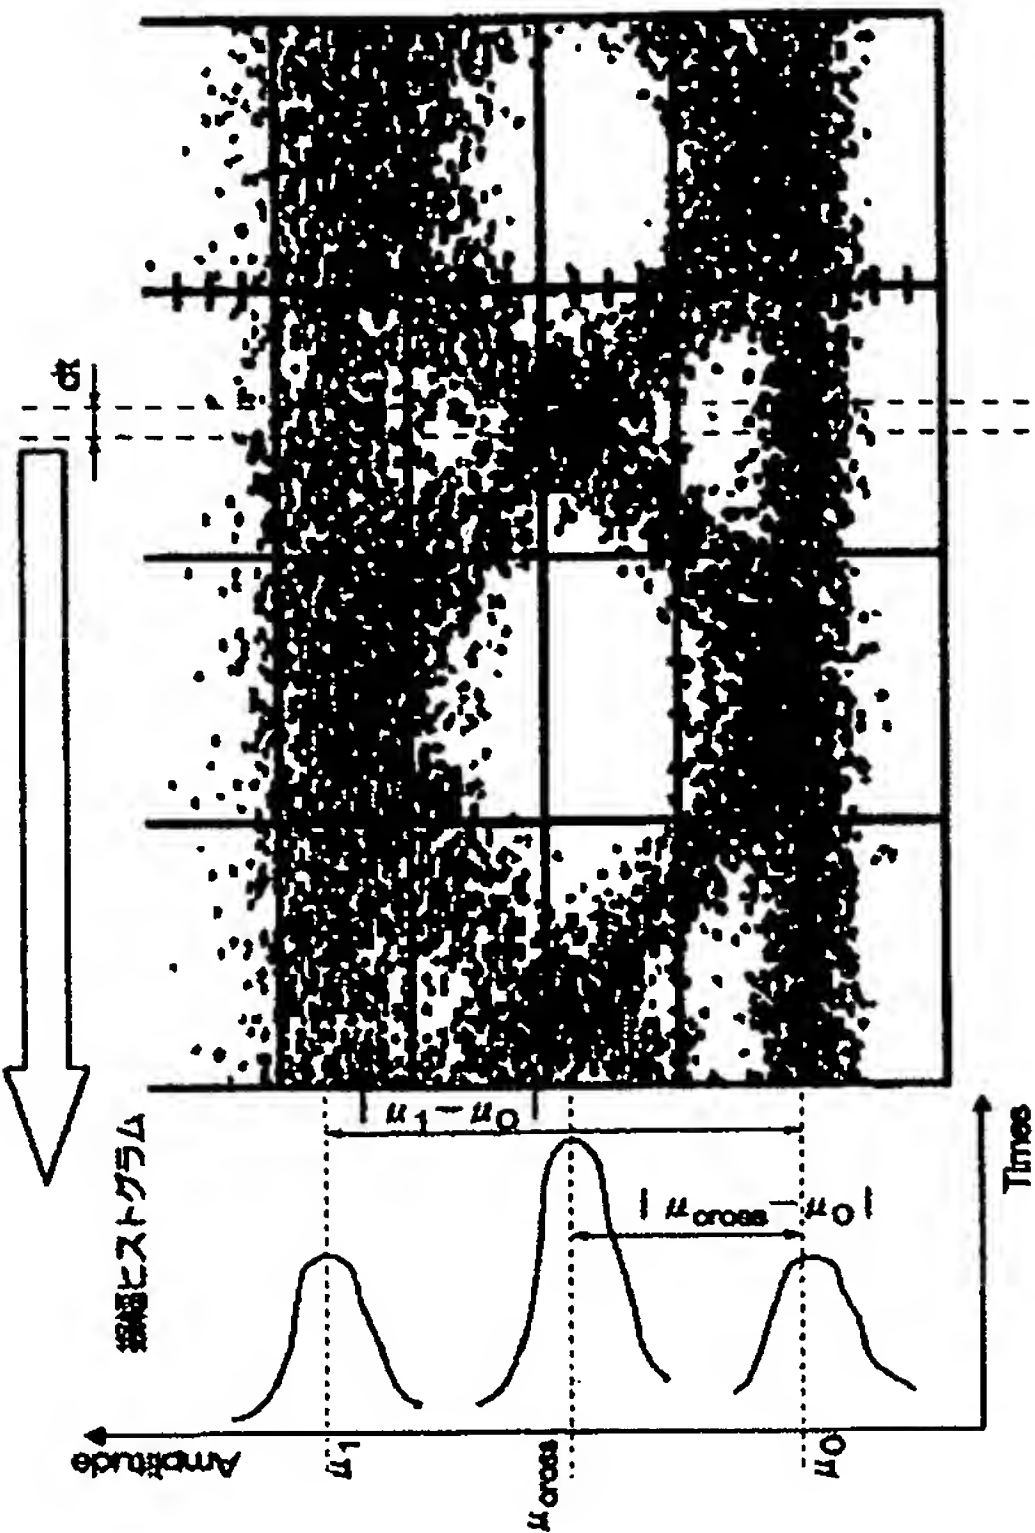 dt
振幅ヒストグラム
| μ1−μ0 |
| μcross−μ0 |
Amplitude
μ1
μcross
μ0
Times